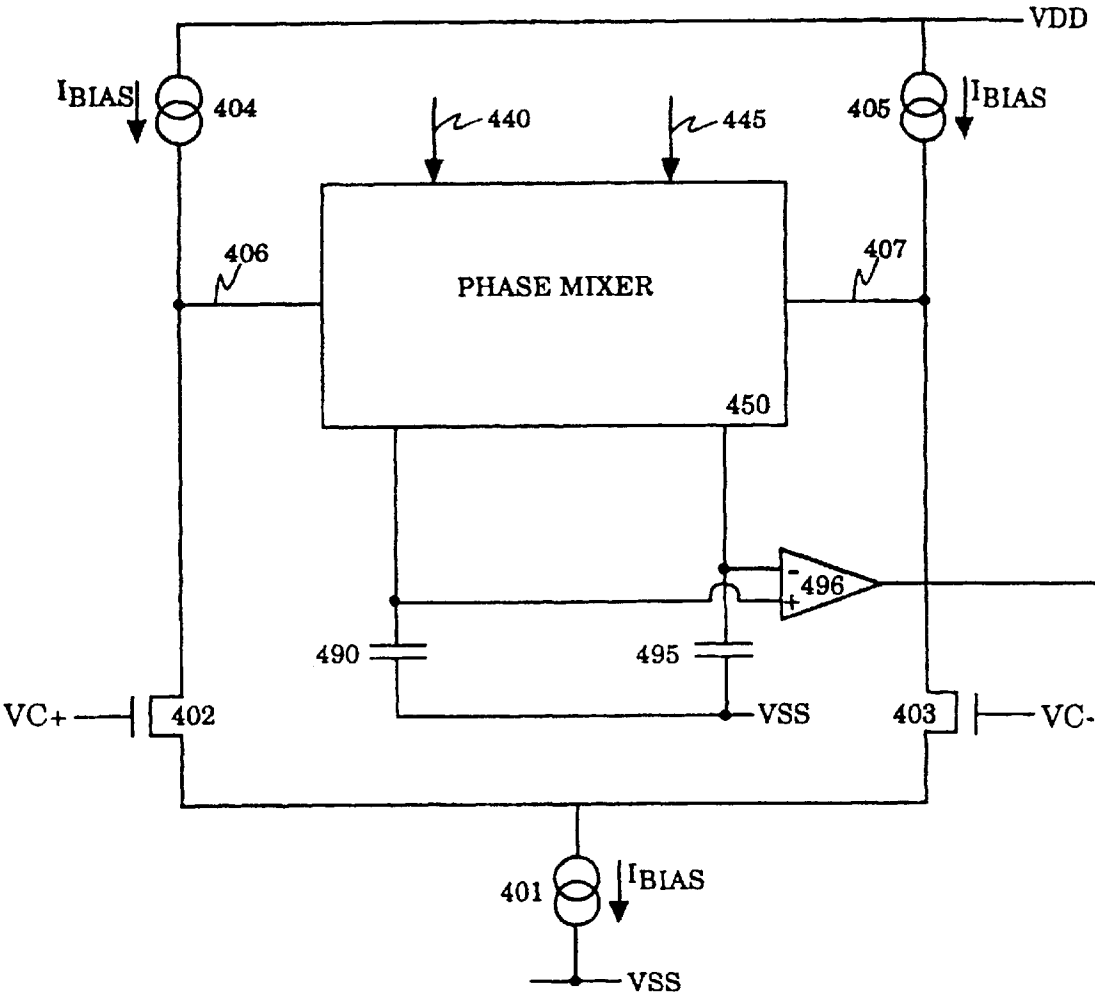 VDD
IBIAS
404
440
445
405
IBIAS
406
407
PHASE MIXER
450
-
496
+
490
495
VC+
402
VSS
403
VC-
401
IBIAS
VSS